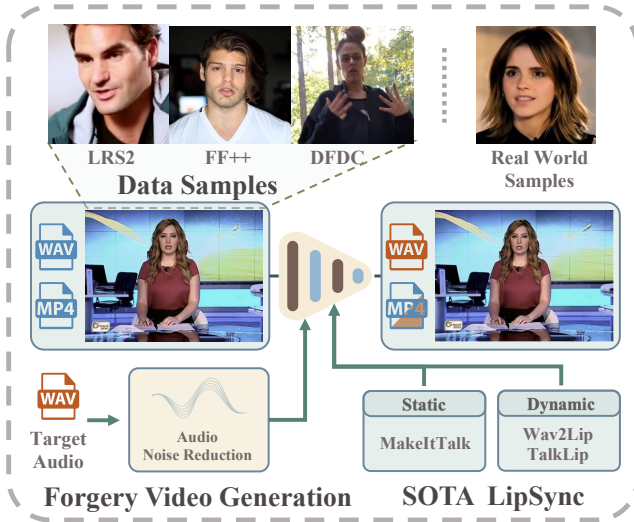 LRS2
FF++
DFDC
Real World
Samples
Data Samples
WAV
MP4
WAV
MP4
WAV
Target
Audio
Audio
Noise Reduction
Static
MakeItTalk
Dynamic
Wav2Lip
TalkLip
Forgery Video Generation
SOTA LipSync